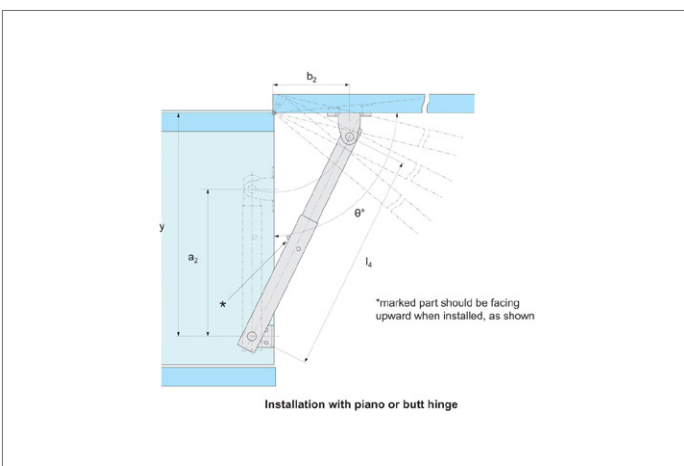 b₂
y
a₂
θ°
l₄
*
*marked part should be facing
upward when installed, as shown
Installation with piano or butt hinge